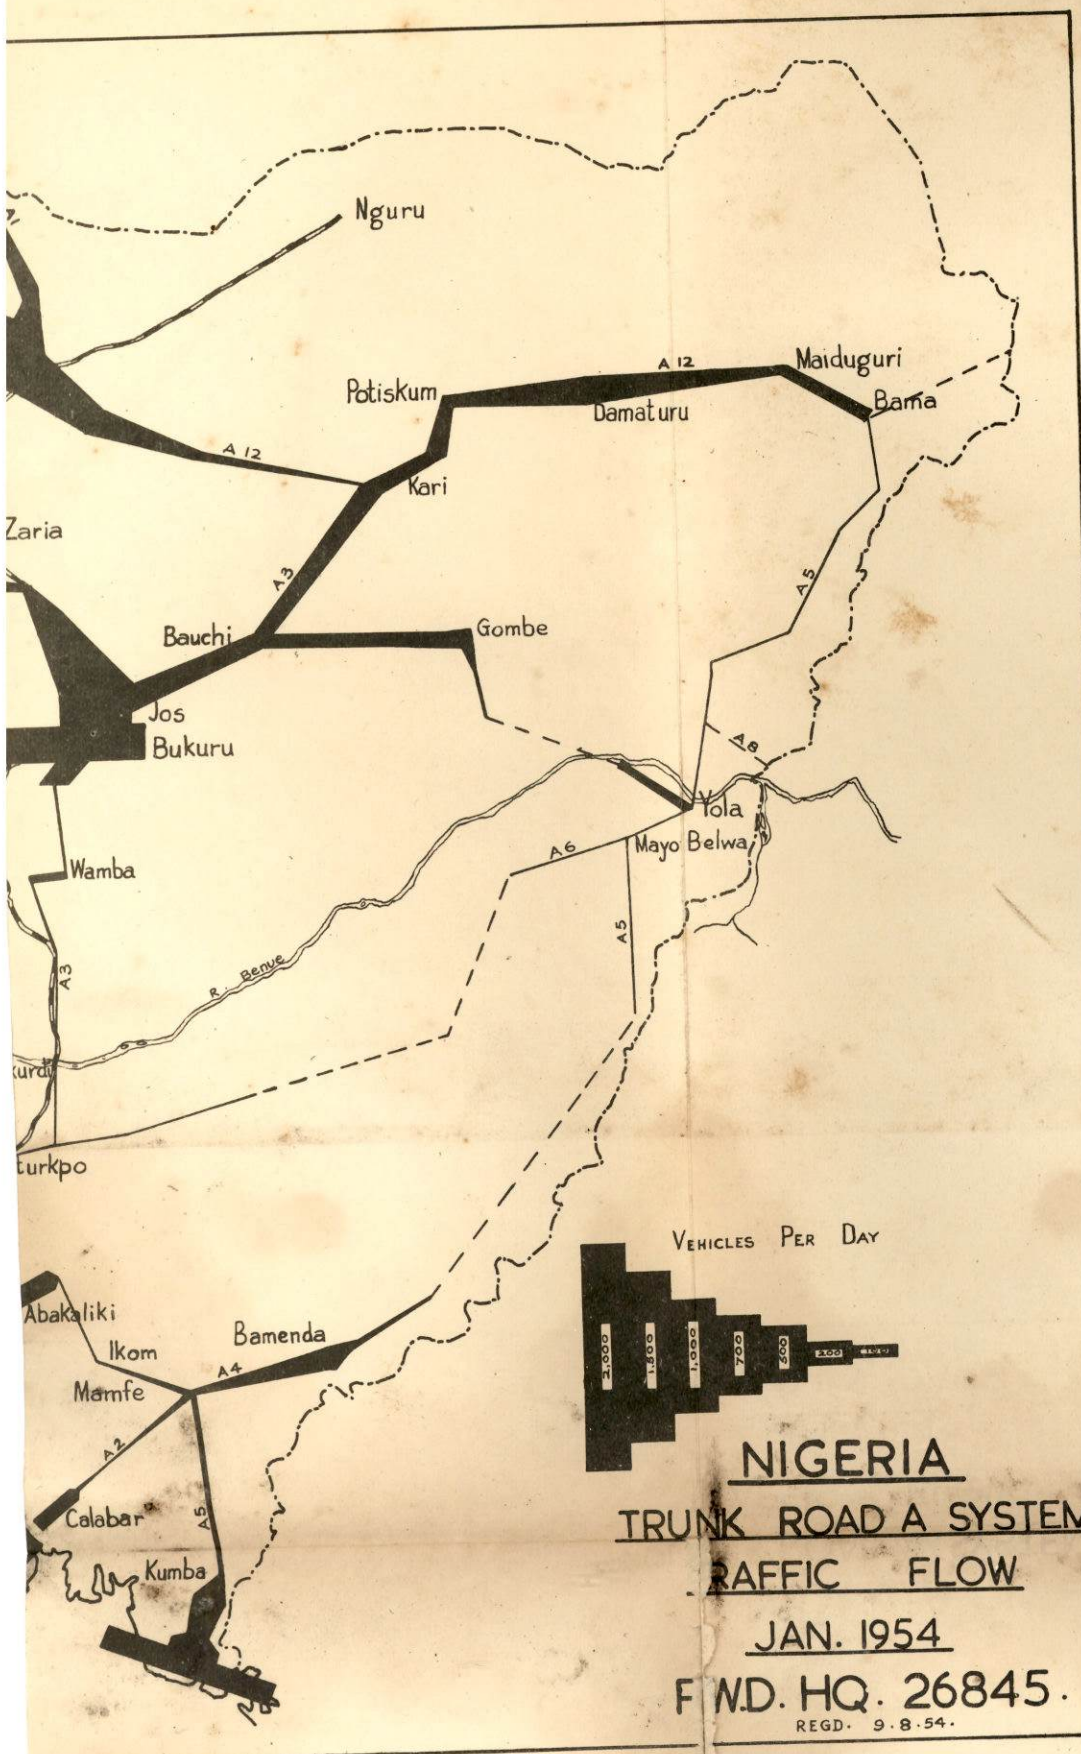 A1
Nguru
A 12
Maiduguri
Potiskum
Damaturu
Bama
A 12
Kari
Zaria
A3
A5
Bauchi
Gombe
Jos
Bukuru
A8
Yola
Mayo Belwa
A6
Wamba
A5
A3
R. Benue
kurdi
turkpo
VEHICLES PER DAY
2,000
1,500
1,000
700
500
200
100
Abakaliki
Ikom
Bamenda
A4
Mamfe
A2
Calabar
A5
Kumba
NIGERIA
TRUNK ROAD A SYSTEM
RAFFIC FLOW
JAN. 1954
P.W.D. HQ. 26845.
REGD. 9.8.54.